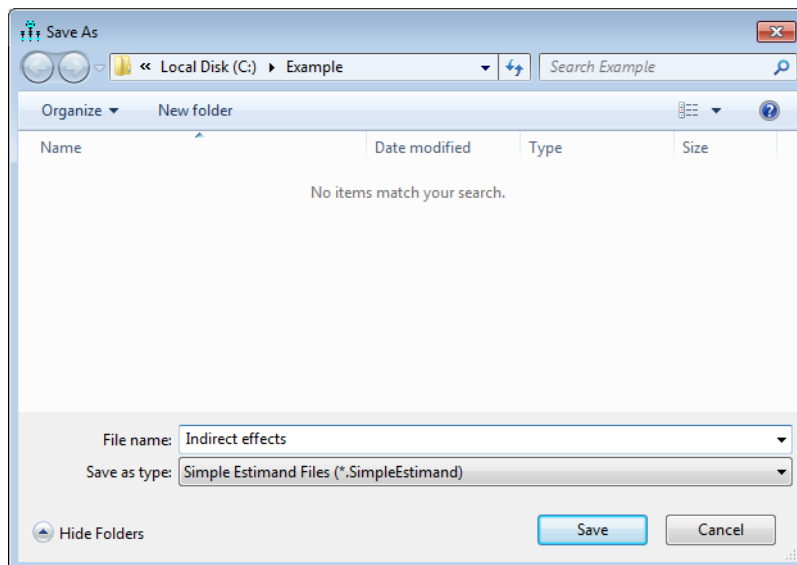 Save As
« Local Disk (C:) ▸ Example
Search Example
Organize
New folder
Name
Date modified
Type
Size
No items match your search.
File name: Indirect effects
Save as type: Simple Estimand Files (*.SimpleEstimand)
Hide Folders
Save
Cancel